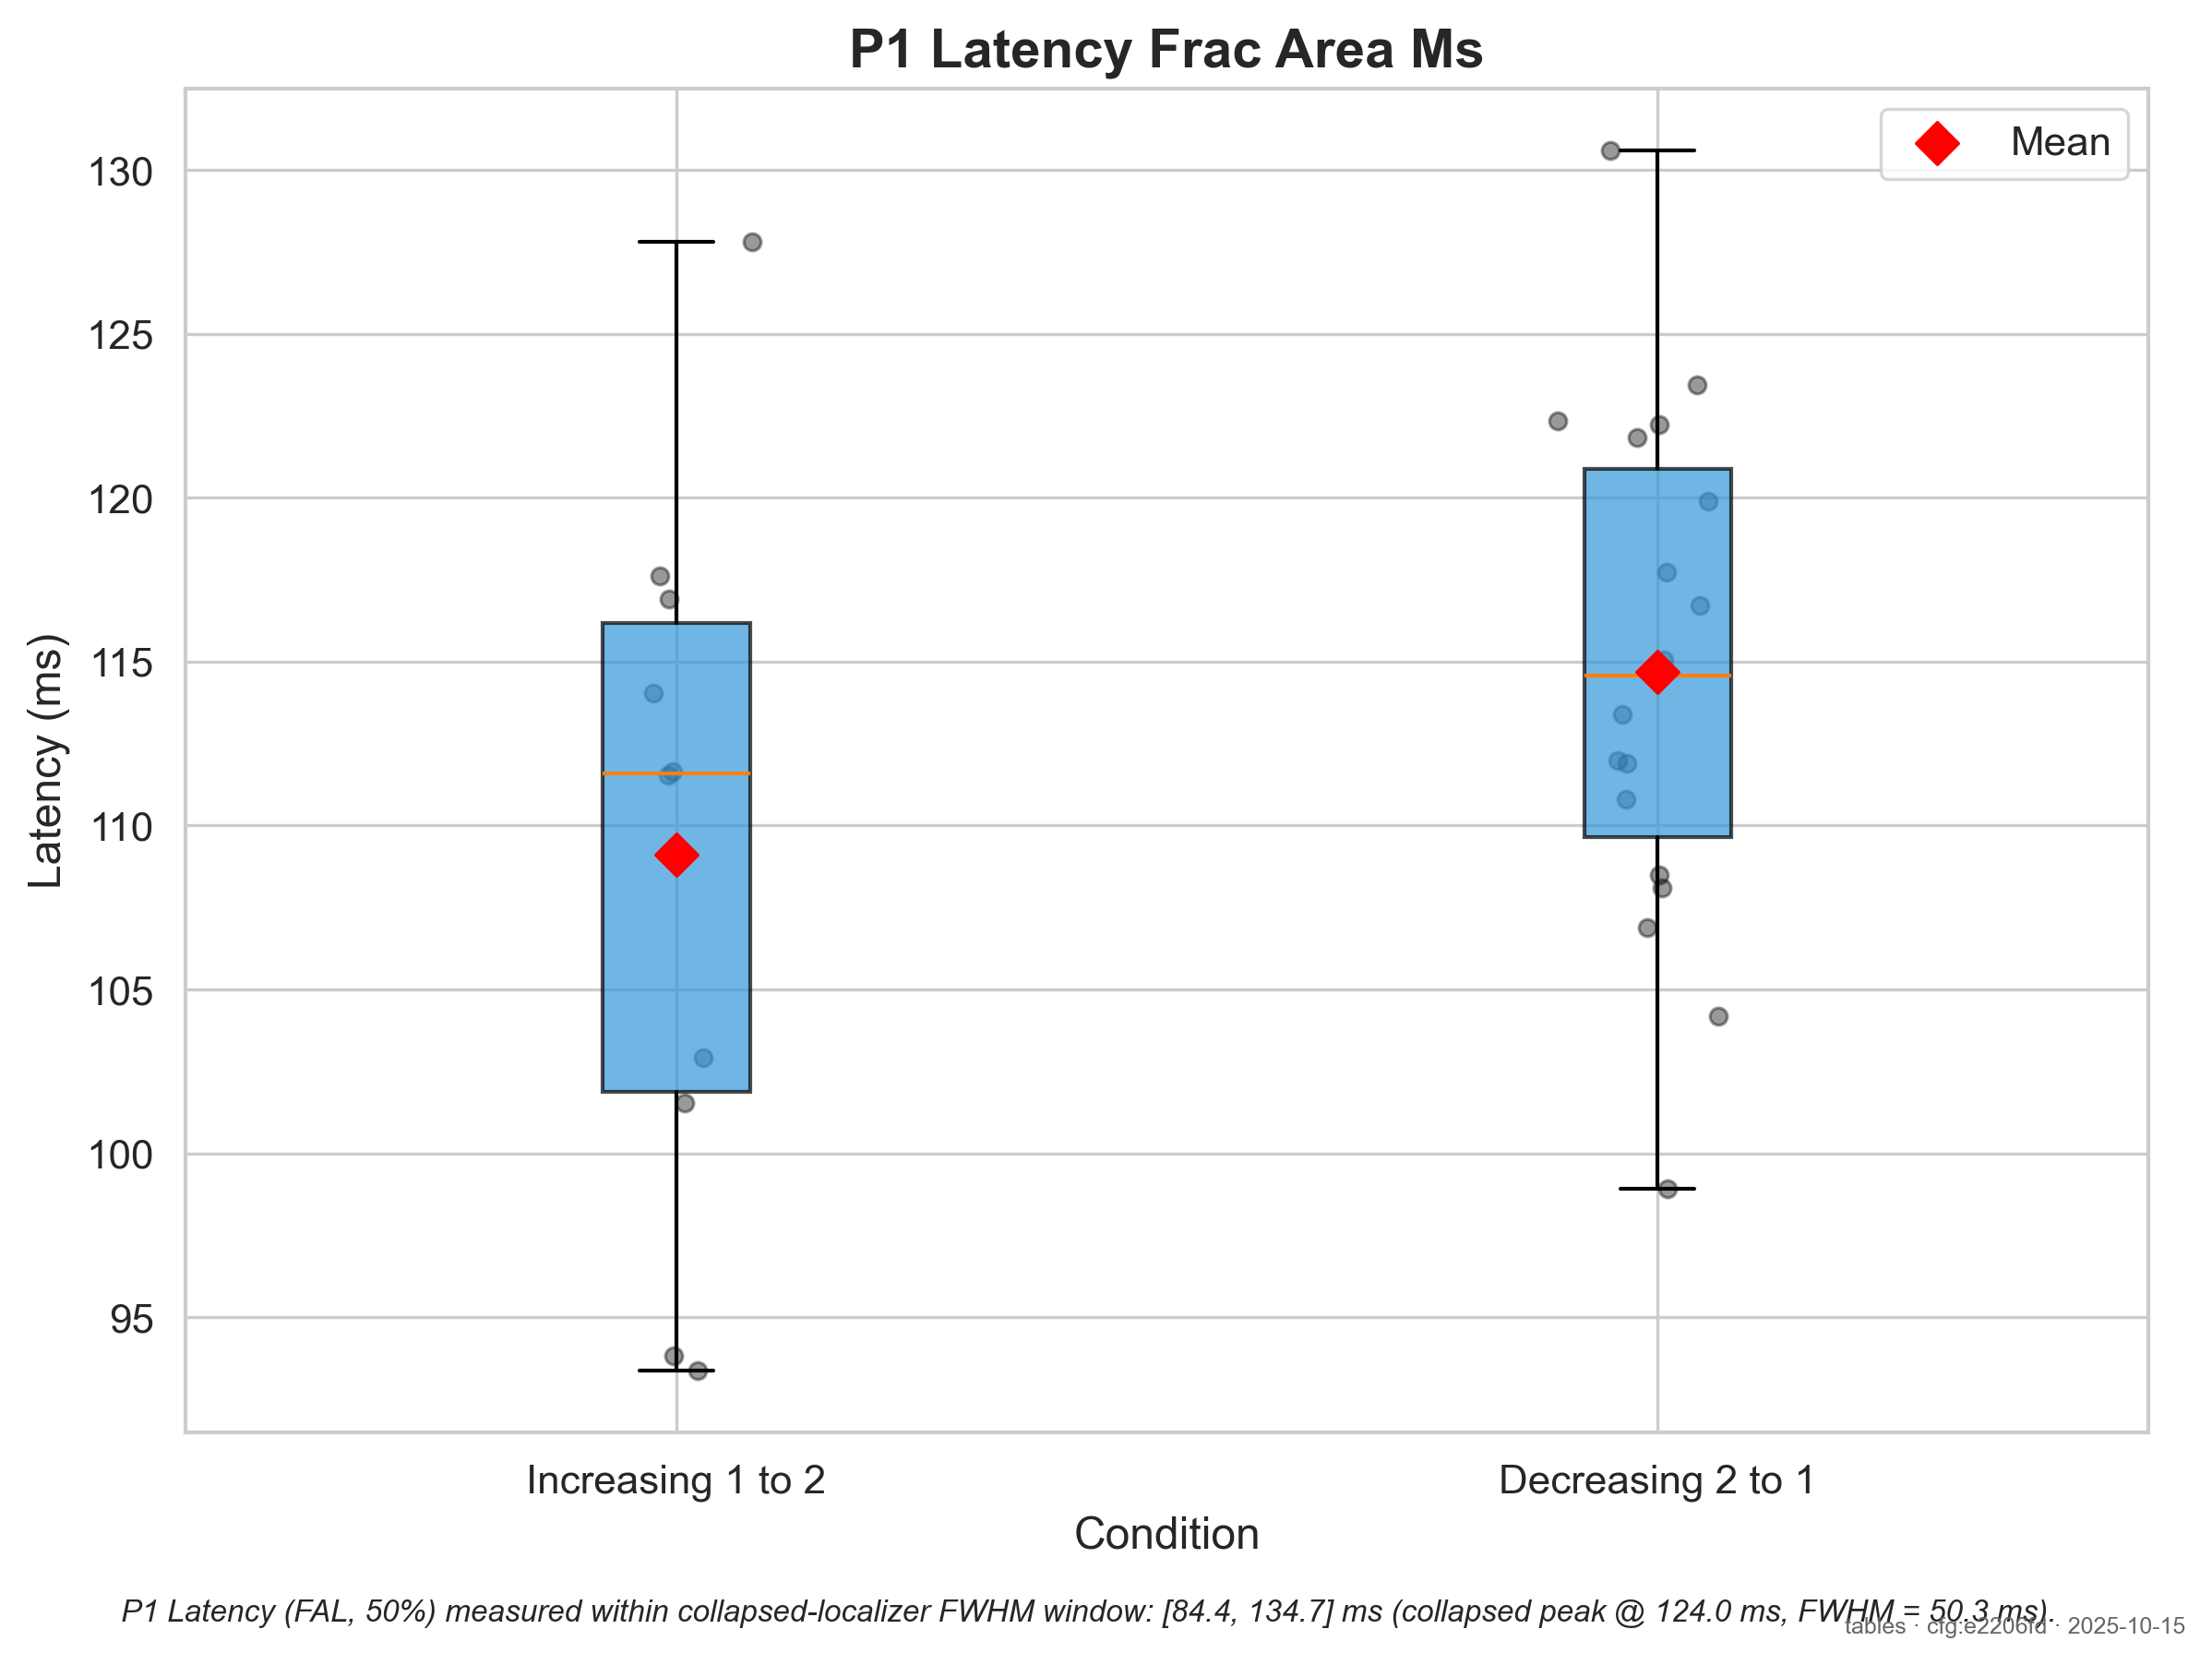 P1 Latency Frac Area Ms
Mean
130
125
120
115
110
105
100
95
Latency (ms)
Increasing 1 to 2
Decreasing 2 to 1
Condition
P1 Latency (FAL, 50%) measured within collapsed-localizer FWHM window: [84.4, 134.7] ms (collapsed peak @ 124.0 ms, FWHM = 50.3 ms).
tables · cfg:e2206fd · 2025-10-15